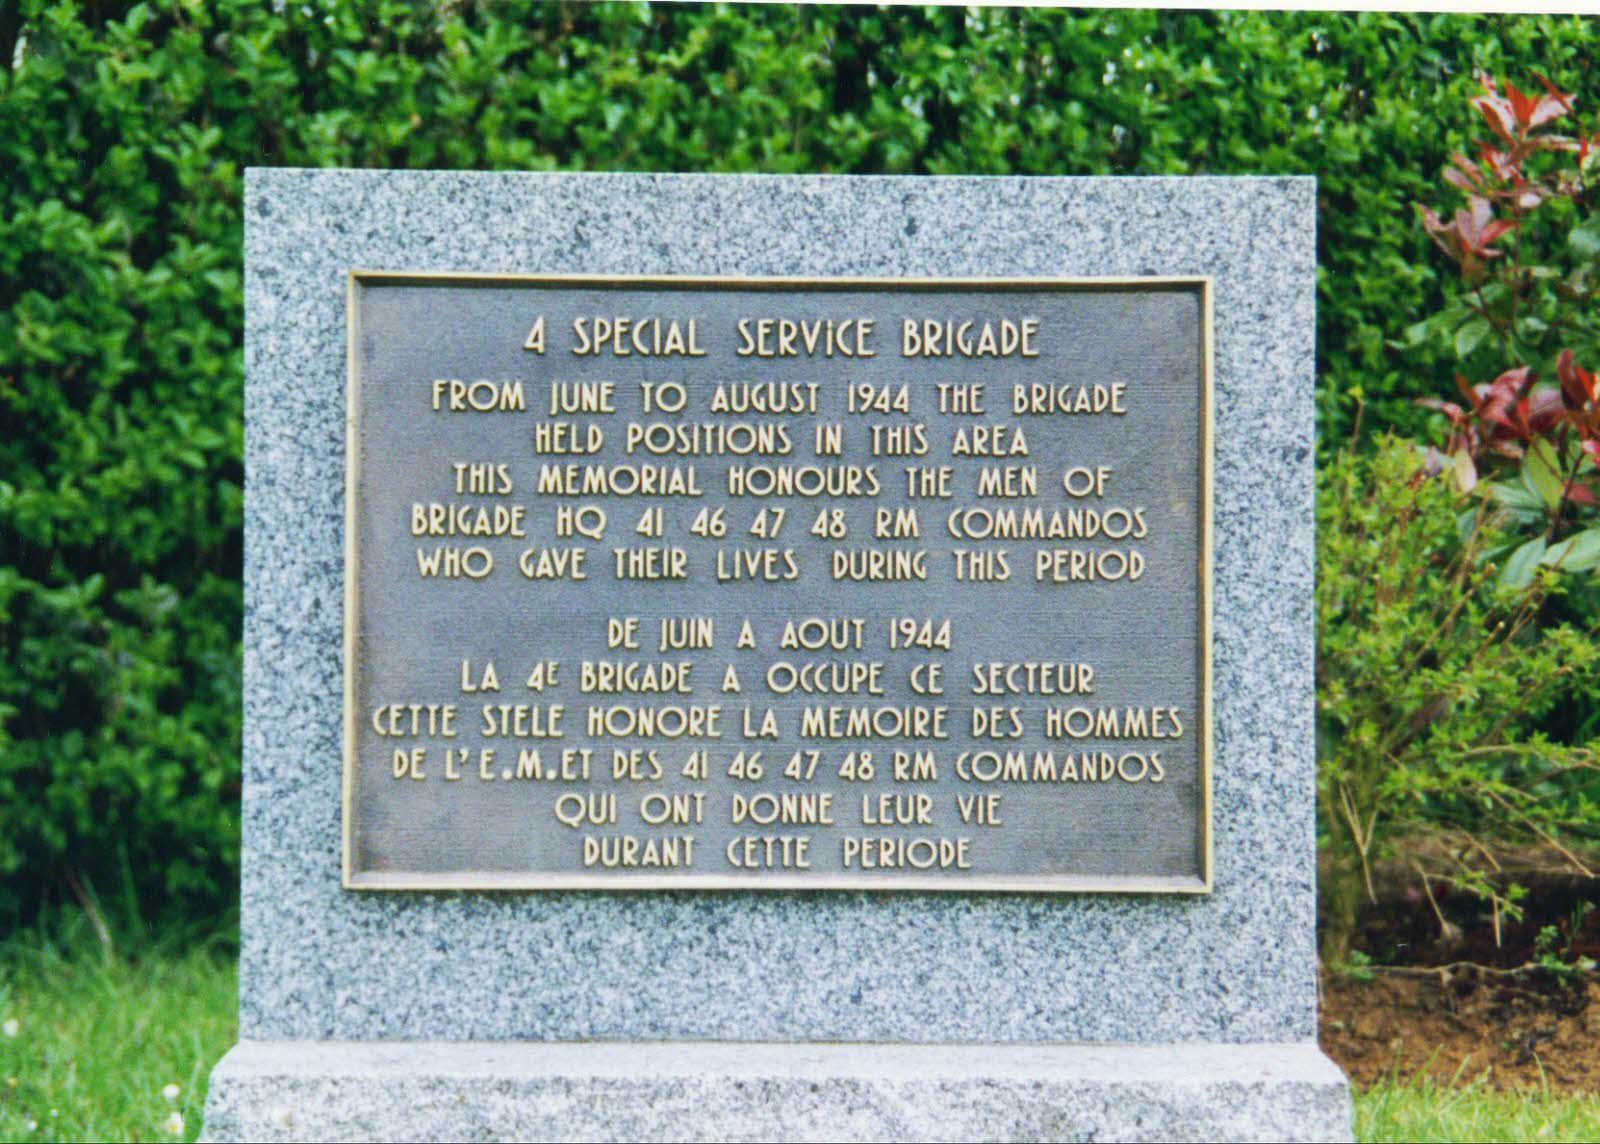 4 SPECIAL SERVICE BRIGADE
FROM JUNE TO AUGUST 1944 THE BRIGADE
HELD POSITIONS IN THIS AREA
THIS MEMORIAL HONOURS THE MEN OF
BRIGADE HQ 41 46 47 48 RM COMMANDOS
WHO GAVE THEIR LIVES DURING THIS PERIOD
DE JUIN A AOUT 1944
LA 4E BRIGADE A OCCUPE CE SECTEUR
CETTE STELE HONORE LA MEMOIRE DES HOMMES
DE L'E.M.ET DES 41 46 47 48 RM COMMANDOS
QUI ONT DONNE LEUR VIE
DURANT CETTE PERIODE